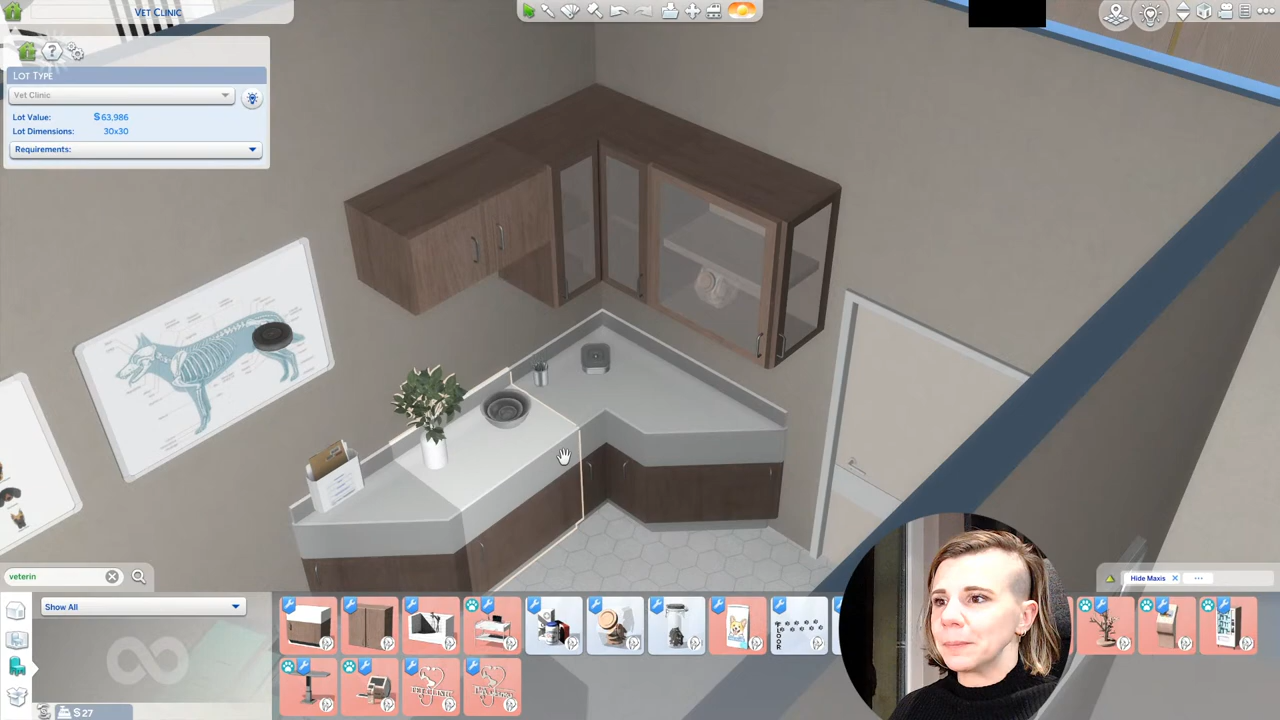 VET CLINIC
LOT TYPE
Vet Clinic
Lot Value:
§63,986
Lot Dimensions:
30x30
Requirements:
veterin
Hide Maxis
Show All
DOOR
§27